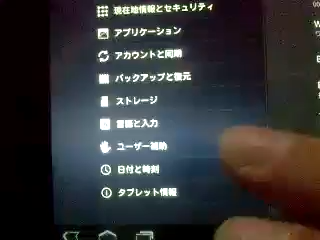 現在地情報とセキュリティ
アプリケーション
アカウントと同期
バックアップと復元
ストレージ
言語と入力
ユーザー補助
日付と時刻
タブレット情報